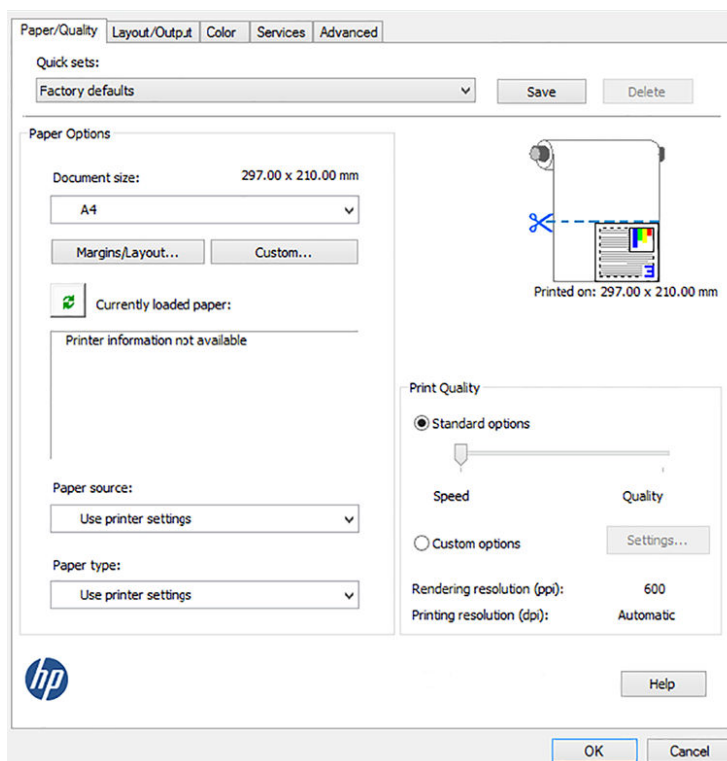 Paper/Quality Layout/Output Color Services Advanced
Quick sets:
Factory defaults Save Delete
Paper Options
Document size: 297.00 x 210.00 mm
A4
Margins/Layout... Custom...
Currently loaded paper:
Printer information not available
Paper source:
Use printer settings
Paper type:
Use printer settings
3
Printed on: 297.00 x 210.00 mm
Print Quality
Standard options
Speed Quality
Custom options Settings...
Rendering resolution (ppi): 600
Printing resolution (dpi): Automatic
hp
Help
OK Cancel